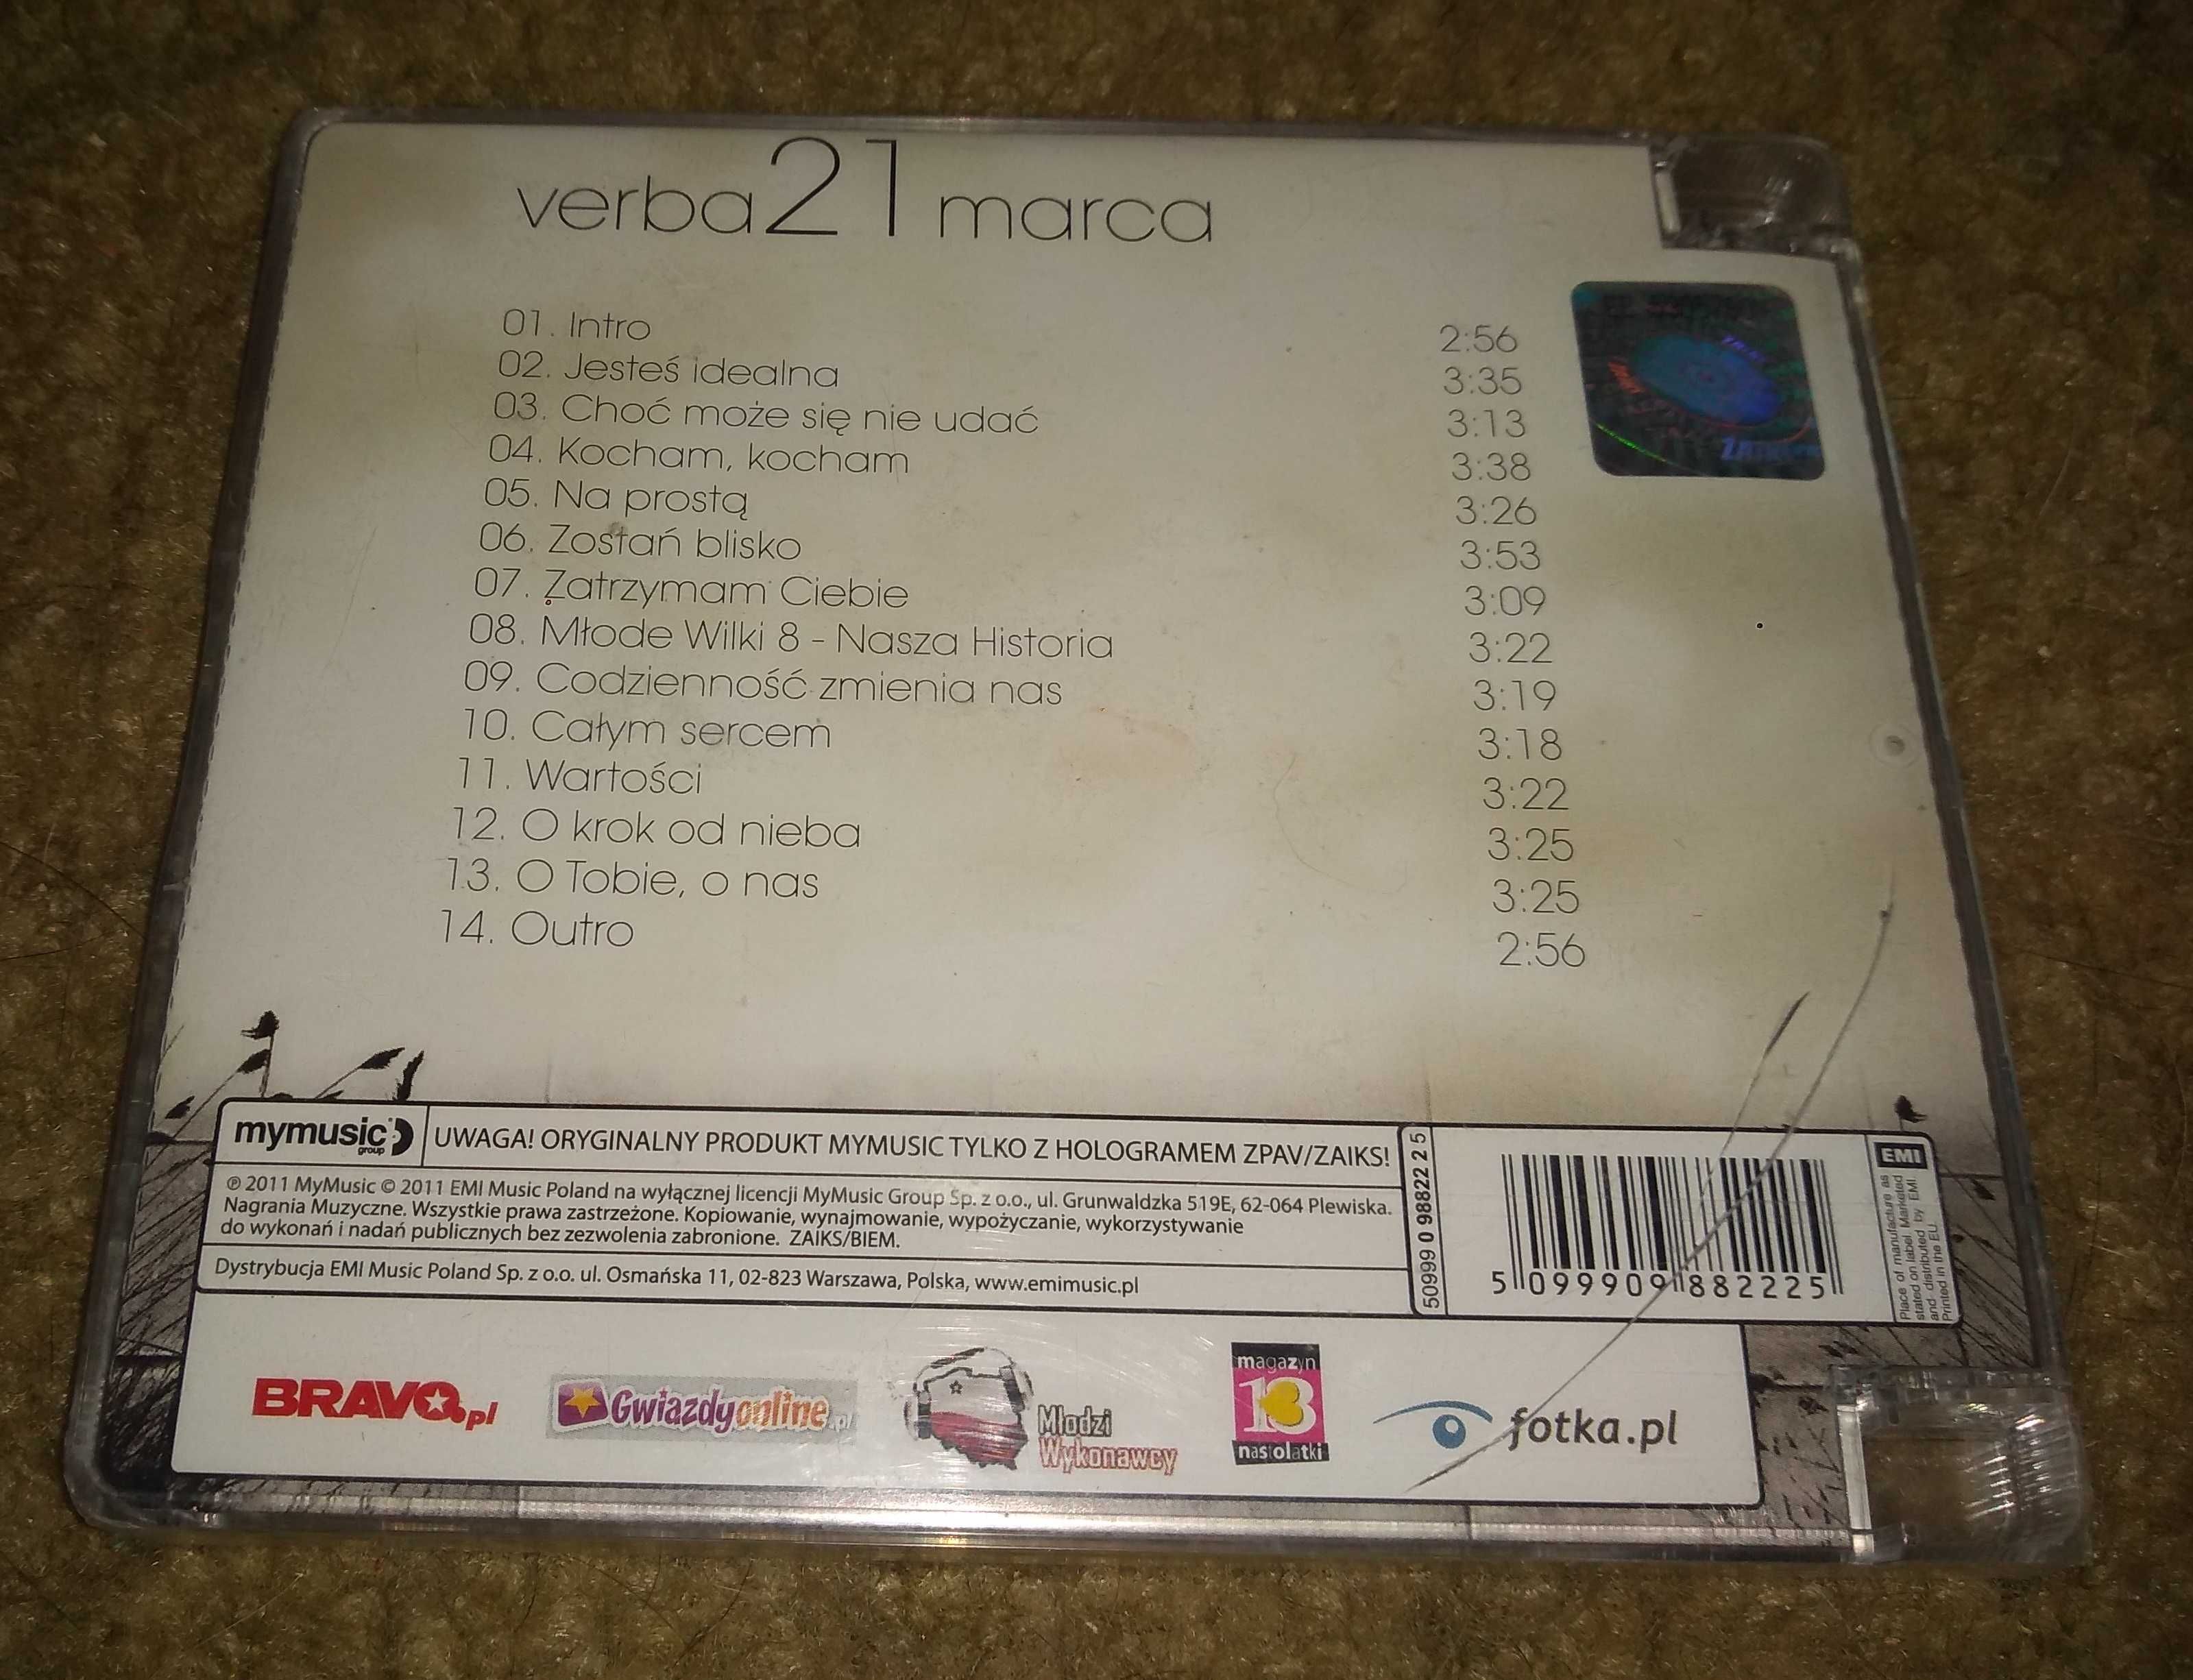 verba 21 marca
01. Intro 2:56
02. Jesteś idealna 3:35
03. Choć może się nie udać 3:13
04. Kocham, kocham 3:38
05. Na prostą 3:26
06. Zostań blisko 3:53
07. Zatrzymam Ciebie 3:09
08. Młode Wilki 8 - Nasza Historia 3:22
09. Codzienność zmienia nas 3:19
10. Całym sercem 3:18
11. Wartości 3:22
12. O krok od nieba 3:25
13. O Tobie, o nas 3:25
14. Outro 2:56
mymusic group
UWAGA! ORYGINALNY PRODUKT MYMUSIC TYLKO Z HOLOGRAMEM ZPAV/ZAIKS!
℗ 2011 MyMusic © 2011 EMI Music Poland na wyłącznej licencji MyMusic Group Sp. z o.o., ul. Grunwaldzka 519E, 62-064 Plewiska.
Nagrania Muzyczne. Wszystkie prawa zastrzeżone. Kopiowanie, wynajmowanie, wypożyczanie, wykorzystywanie
do wykonań i nadań publicznych bez zezwolenia zabronione. ZAIKS/BIEM.
Dystrybucja EMI Music Poland Sp. z o.o. ul. Osmańska 11, 02-823 Warszawa, Polska, www.emimusic.pl
50999 0 98822 2 5
5 099909 882225
EMI
Place of manufacture as
stated on label. Marketed
and distributed by EMI.
Printed in the EU.
BRAVO.pl
Gwiazdyonline.pl
Młodzi
Wykonawcy
magazyn
13
nastolatki
fotka.pl